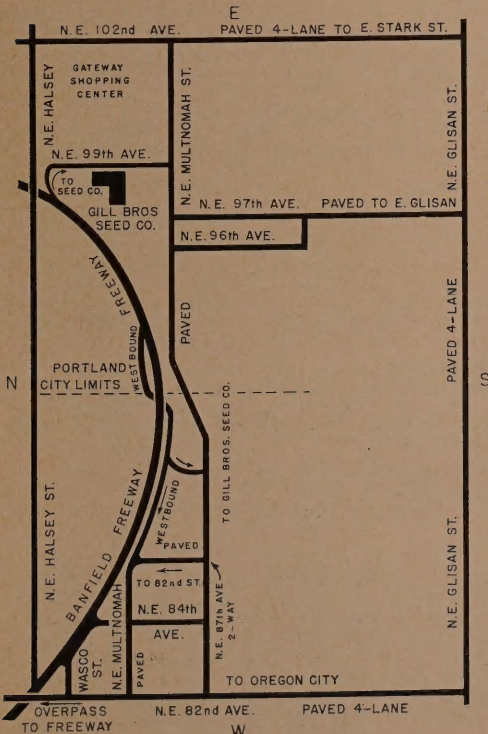 E
N.E. 102nd AVE. PAVED 4-LANE TO E. STARK ST.
N.E. HALSEY
GATEWAY
SHOPPING
CENTER
N.E. MULTNOMAH ST.
N.E. GLISAN ST.
N.E. 99th AVE.
TO
SEED CO.
GILL BROS
SEED CO.
N.E. 97th AVE. PAVED TO E. GLISAN
N.E. 96th AVE.
FREEWAY
PAVED
PAVED 4-LANE
WESTBOUND
N
PORTLAND
CITY LIMITS
S
TO GILL BROS. SEED CO.
N.E. HALSEY ST.
BANFIELD FREEWAY
WESTBOUND
PAVED
N.E. GLISAN ST.
TO 82nd ST.
N.E. 84th
AVE.
N.E. 87th AVE.
2-WAY
WASCO
ST.
N.E. MULTNOMAH
PAVED
TO OREGON CITY
OVERPASS
TO FREEWAY
N.E. 82nd AVE. PAVED 4-LANE
W